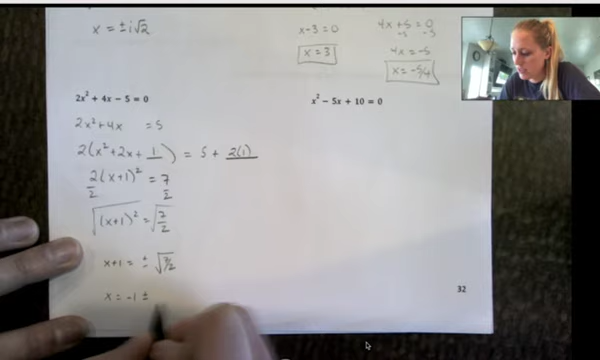 x = ±i√2
x-3=0
x=3
4x+5=0
-5 -5
4x=-5
x=-5/4
2x² + 4x − 5 = 0
2x²+4x = 5
2(x²+2x+ 1 ) = 5 + 2(1)
2(x+1)² = 7
2 2
√(x+1)² = √7/2
x+1 = ± √7/2
x = -1 ±
x² − 5x + 10 = 0
32